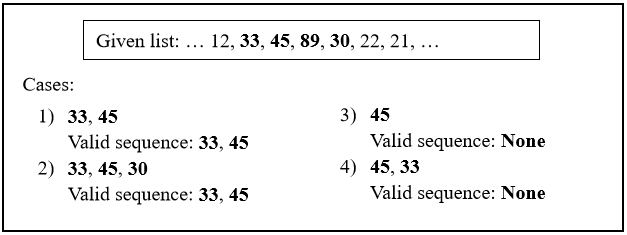 Given list: … 12, 33, 45, 89, 30, 22, 21, …
Cases:
1) 33, 45
Valid sequence: 33, 45
2) 33, 45, 30
Valid sequence: 33, 45
3) 45
Valid sequence: None
4) 45, 33
Valid sequence: None